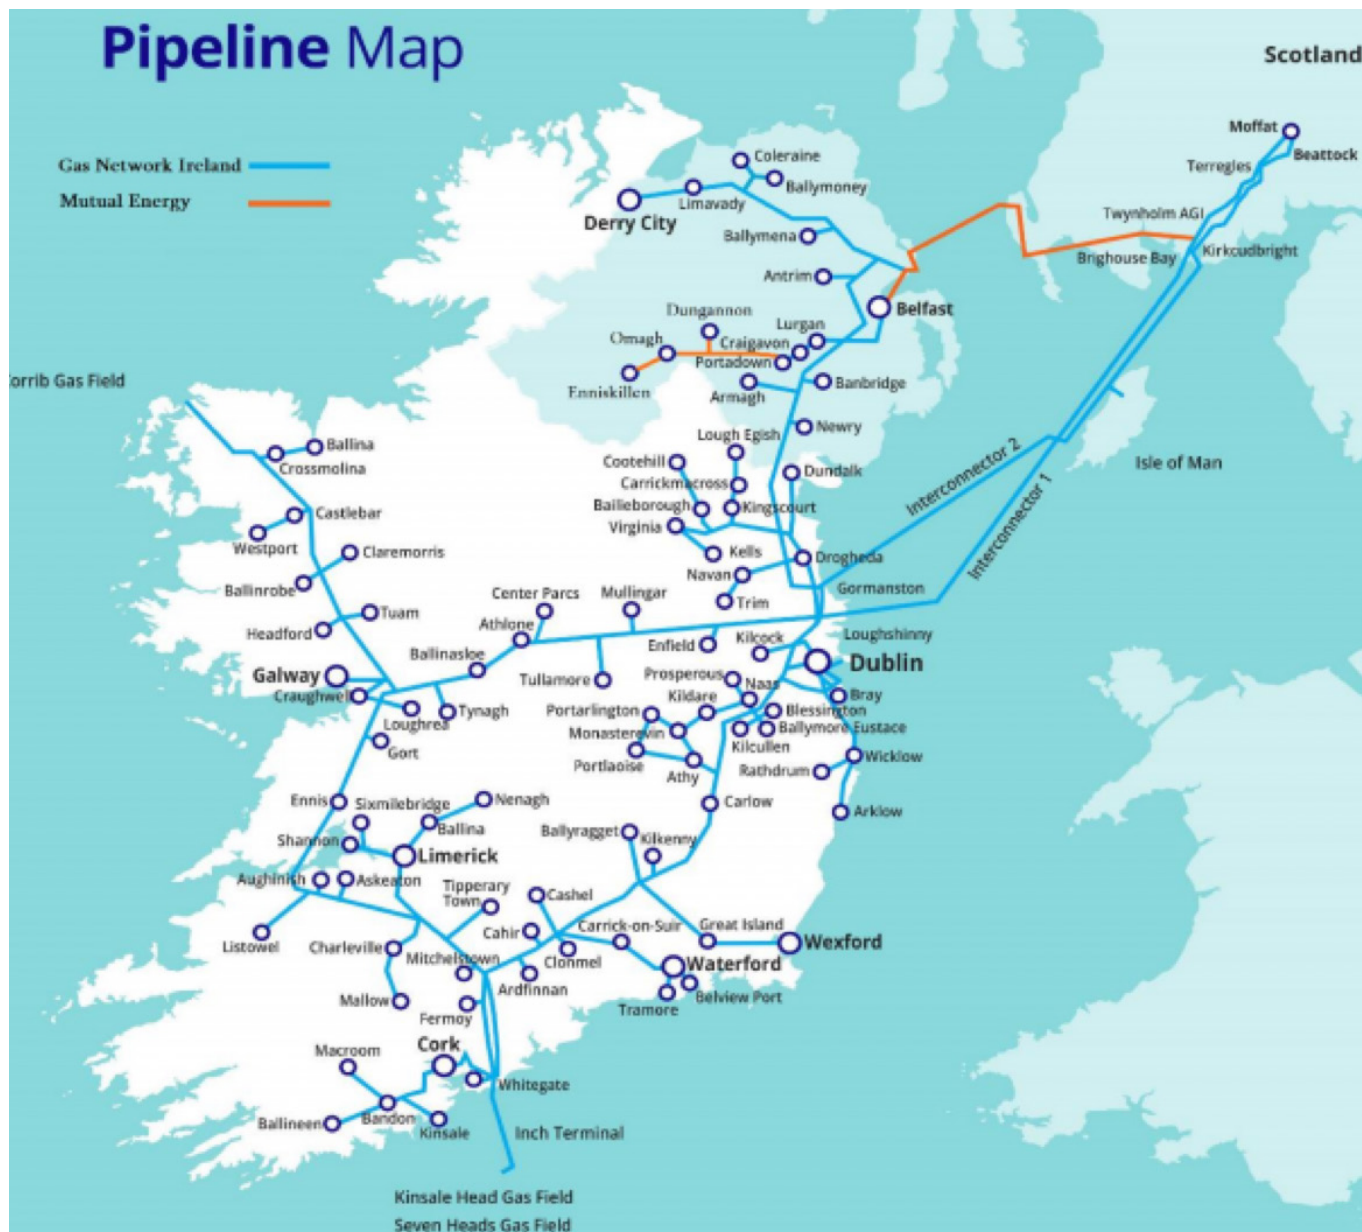 Pipeline Map
Scotland
Gas Network Ireland
Mutual Energy
Moffat
Beattock
Terregles
Coleraine
Ballymoney
Limavady
Derry City
Twynholm AGI
Ballymena
Kirkcudbright
Brighouse Bay
Antrim
Belfast
Dungannon
Lurgan
Omagh
Craigavon
Portadown
Enniskillen
Armagh
Banbridge
orrib Gas Field
Newry
Lough Egish
Ballina
Crossmolina
Cootehill
Dundalk
Isle of Man
Carrickmacross
Interconnector 2
Bailieborough
Kingscourt
Castlebar
Virginia
Interconnector 1
Westport
Claremorris
Kells
Drogheda
Navan
Ballinrobe
Gormanston
Center Parcs
Mullingar
Trim
Tuam
Athlone
Headford
Enfield
Kilcock
Loughshinny
Ballinasloe
Dublin
Galway
Tullamore
Prosperous
Naas
Craughwell
Kildare
Bray
Loughrea
Tynagh
Portarlington
Blessington
Monasterevin
Ballymore Eustace
Gort
Kilcullen
Wicklow
Portlaoise
Athy
Rathdrum
Ennis
Sixmilebridge
Nenagh
Carlow
Arklow
Shannon
Ballina
Ballyragget
Kilkenny
Limerick
Aughinish
Askeaton
Tipperary
Town
Cashel
Listowel
Charleville
Cahir
Carrick-on-Suir
Great Island
Wexford
Mitchelstown
Clonmel
Waterford
Ardfinnan
Belview Port
Mallow
Tramore
Fermoy
Cork
Macroom
Whitegate
Ballineen
Bandon
Kinsale
Inch Terminal
Kinsale Head Gas Field
Seven Heads Gas Field